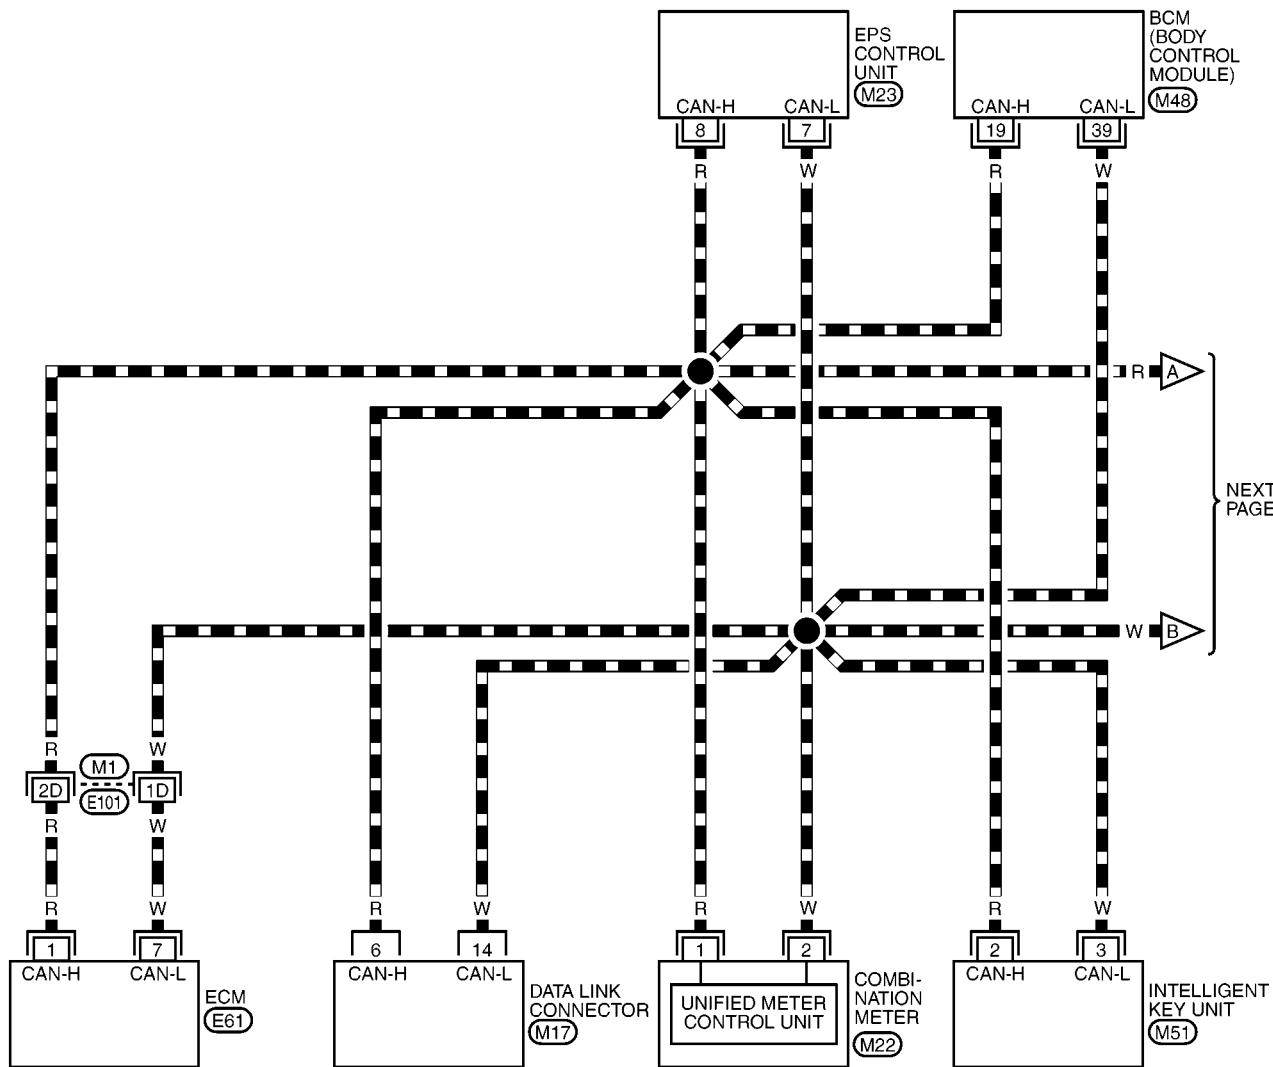 EPS
CONTROL
UNIT
M23
CAN-H
CAN-L
8
7
R
W
BCM
(BODY
CONTROL
MODULE)
M48
CAN-H
CAN-L
19
39
R
W
R
A
NEXT
PAGE
W
B
R
W
2D
M1
E101
1D
R
W
R
W
1
7
CAN-H
CAN-L
ECM
E61
R
W
6
14
CAN-H
CAN-L
DATA LINK
CONNECTOR
M17
R
W
1
2
UNIFIED METER
CONTROL UNIT
COMBI-
NATION
METER
M22
R
W
2
3
CAN-H
CAN-L
INTELLIGENT
KEY UNIT
M51